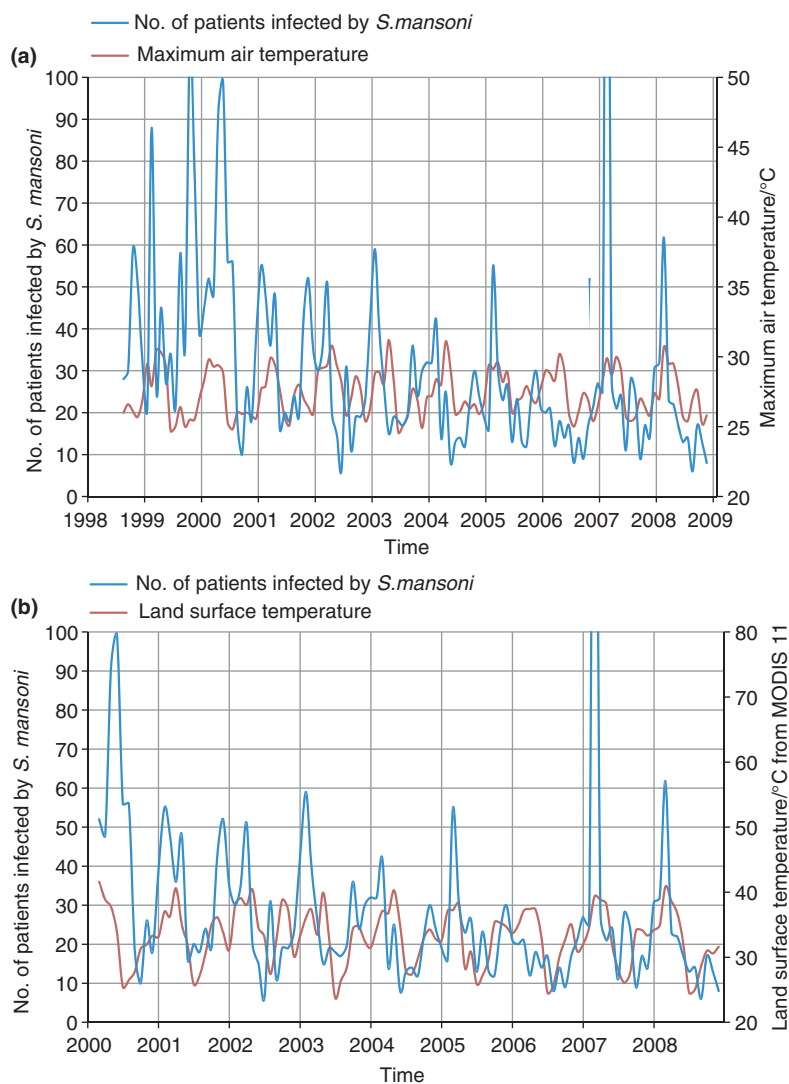 No. of patients infected by S.mansoni
Maximum air temperature
(a)
No. of patients infected by S. mansoni
100
90
80
70
60
50
40
30
20
10
0
50
45
40
35
30
25
20
Maximum air temperature/°C
1998 1999 2000 2001 2002 2003 2004 2005 2006 2007 2008 2009
Time
No. of patients infected by S.mansoni
Land surface temperature
(b)
No. of patients infected by S. mansoni
100
90
80
70
60
50
40
30
20
10
0
80
70
60
50
40
30
20
Land surface temperature/°C from MODIS 11
2000 2001 2002 2003 2004 2005 2006 2007 2008
Time